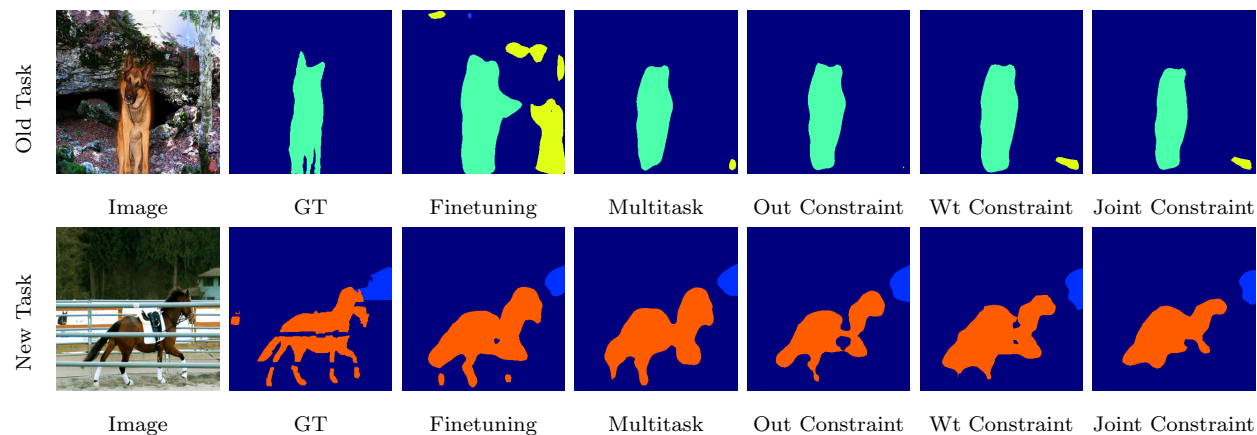 Old Task
Image GT Finetuning Multitask Out Constraint Wt Constraint Joint Constraint
New Task
Image GT Finetuning Multitask Out Constraint Wt Constraint Joint Constraint